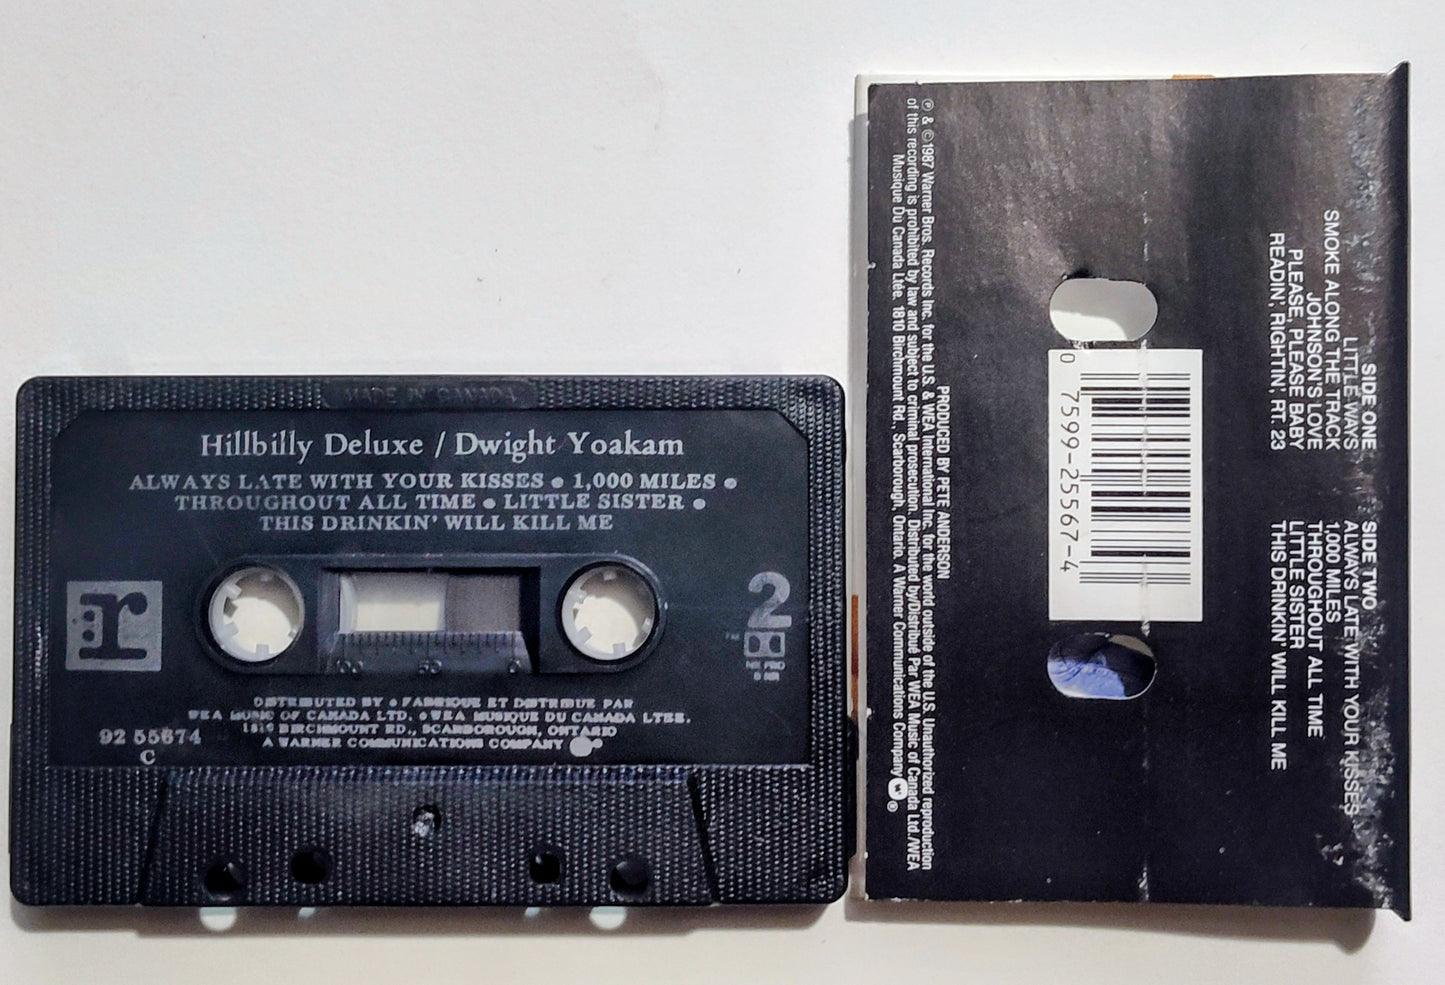 MADE IN CANADA
Hillbilly Deluxe / Dwight Yoakam
ALWAYS LATE WITH YOUR KISSES • 1,000 MILES •
THROUGHOUT ALL TIME • LITTLE SISTER •
THIS DRINKIN' WILL KILL ME
r
2
™
NR
DISTRIBUTED BY • FABRIQUE ET DISTRIBUE PAR
WEA MUSIC OF CANADA LTD. • WEA MUSIQUE DU CANADA LTEE.
1810 BIRCHMOUNT RD., SCARBOROUGH, ONTARIO
A WARNER COMMUNICATIONS COMPANY
92 55674
C
SIDE ONE
LITTLE WAYS
SMOKE ALONG THE TRACK
JOHNSON'S LOVE
PLEASE, PLEASE BABY
READIN', RIGHTIN', RT. 23
SIDE TWO
ALWAYS LATE WITH YOUR KISSES
1,000 MILES
THROUGHOUT ALL TIME
LITTLE SISTER
THIS DRINKIN' WILL KILL ME
0 7599-25567-4
PRODUCED BY PETE ANDERSON
℗ & ©1987 Warner Bros. Records Inc. for the U.S. & WEA International Inc. for the world outside of the U.S. Unauthorized reproduction
of this recording is prohibited by law and subject to criminal prosecution. Distributed by/Distribué Par WEA Music of Canada Ltd./WEA
Musique Du Canada Ltée. 1810 Birchmount Rd., Scarborough, Ontario. A Warner Communications Company ®